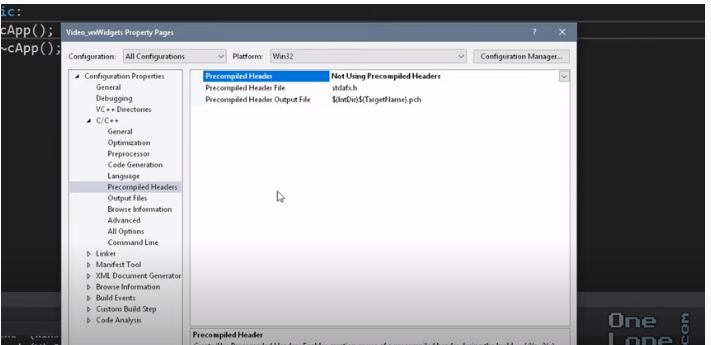 ic:
cApp();
~cApp();
Video_wxWidgets Property Pages
? ×
Configuration: All Configurations Platform: Win32 Configuration Manager...
Configuration Properties
General
Debugging
VC++ Directories
C/C++
General
Optimization
Preprocessor
Code Generation
Language
Precompiled Headers
Output Files
Browse Information
Advanced
All Options
Command Line
Linker
Manifest Tool
XML Document Generator
Browse Information
Build Events
Custom Build Step
Code Analysis
Precompiled Header Not Using Precompiled Headers
Precompiled Header File stdafx.h
Precompiled Header Output File $(IntDir)$(TargetName).pch
Precompiled Header
One
Lone
com